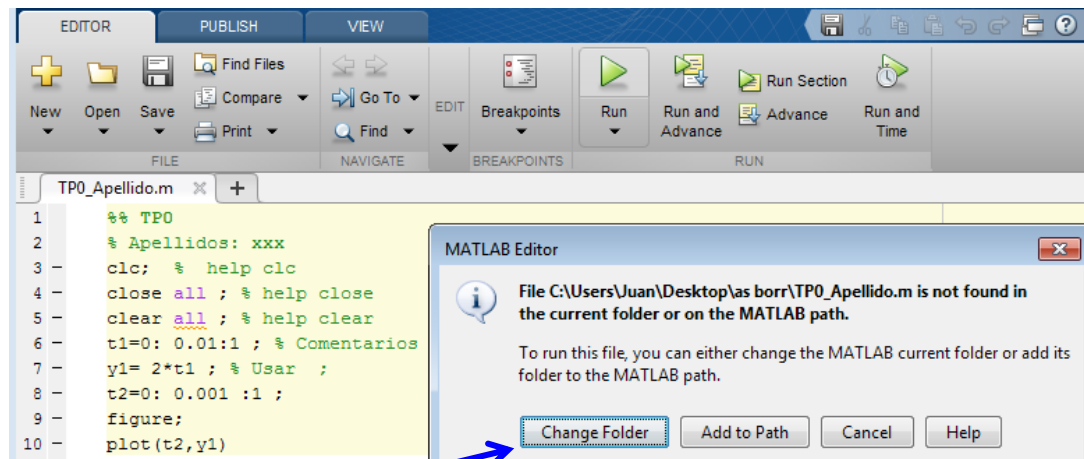 EDITOR PUBLISH VIEW
New Open Save Find Files Compare Print
Go To Find
EDIT
Breakpoints
Run Run and Advance Run Section Advance Run and Time
FILE NAVIGATE BREAKPOINTS RUN
TP0_Apellido.m
1 %% TP0
2 % Apellidos: xxx
3 - clc; % help clc
4 - close all ; % help close
5 - clear all ; % help clear
6 - t1=0: 0.01:1 ; % Comentarios
7 - y1= 2*t1 ; % Usar ;
8 - t2=0: 0.001 :1 ;
9 - figure;
10 - plot(t2,y1)
MATLAB Editor
File C:\Users\Juan\Desktop\as borr\TP0_Apellido.m is not found in
the current folder or on the MATLAB path.
To run this file, you can either change the MATLAB current folder or add its
folder to the MATLAB path.
Change Folder Add to Path Cancel Help